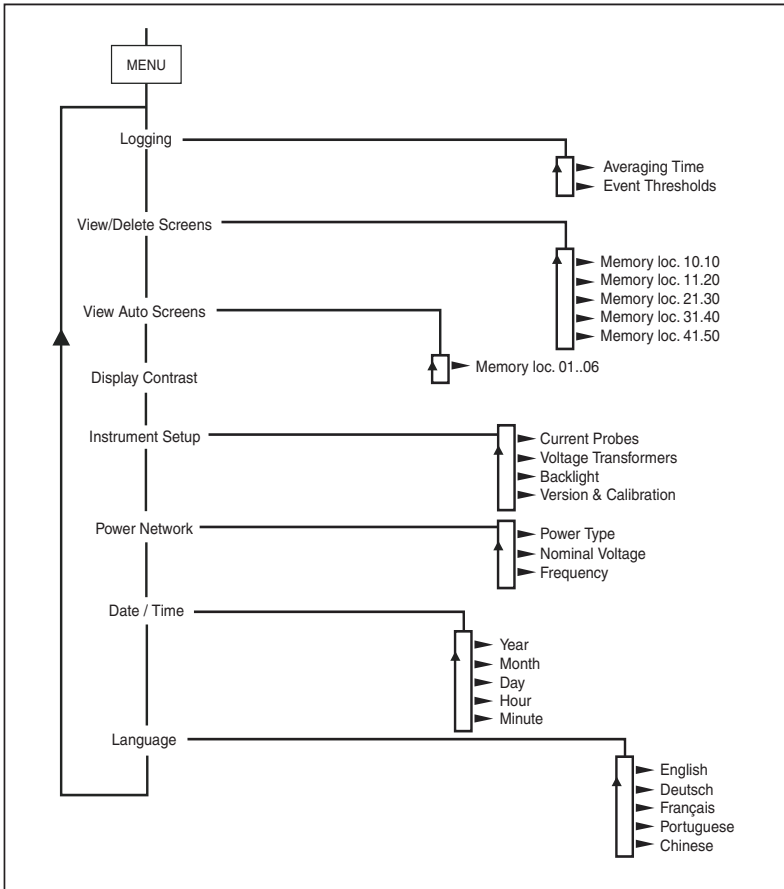 MENU
Logging
Averaging Time
Event Thresholds
View/Delete Screens
Memory loc. 10.10
Memory loc. 11.20
Memory loc. 21.30
Memory loc. 31.40
Memory loc. 41.50
View Auto Screens
Memory loc. 01..06
Display Contrast
Instrument Setup
Current Probes
Voltage Transformers
Backlight
Version & Calibration
Power Network
Power Type
Nominal Voltage
Frequency
Date / Time
Year
Month
Day
Hour
Minute
Language
English
Deutsch
Français
Portuguese
Chinese